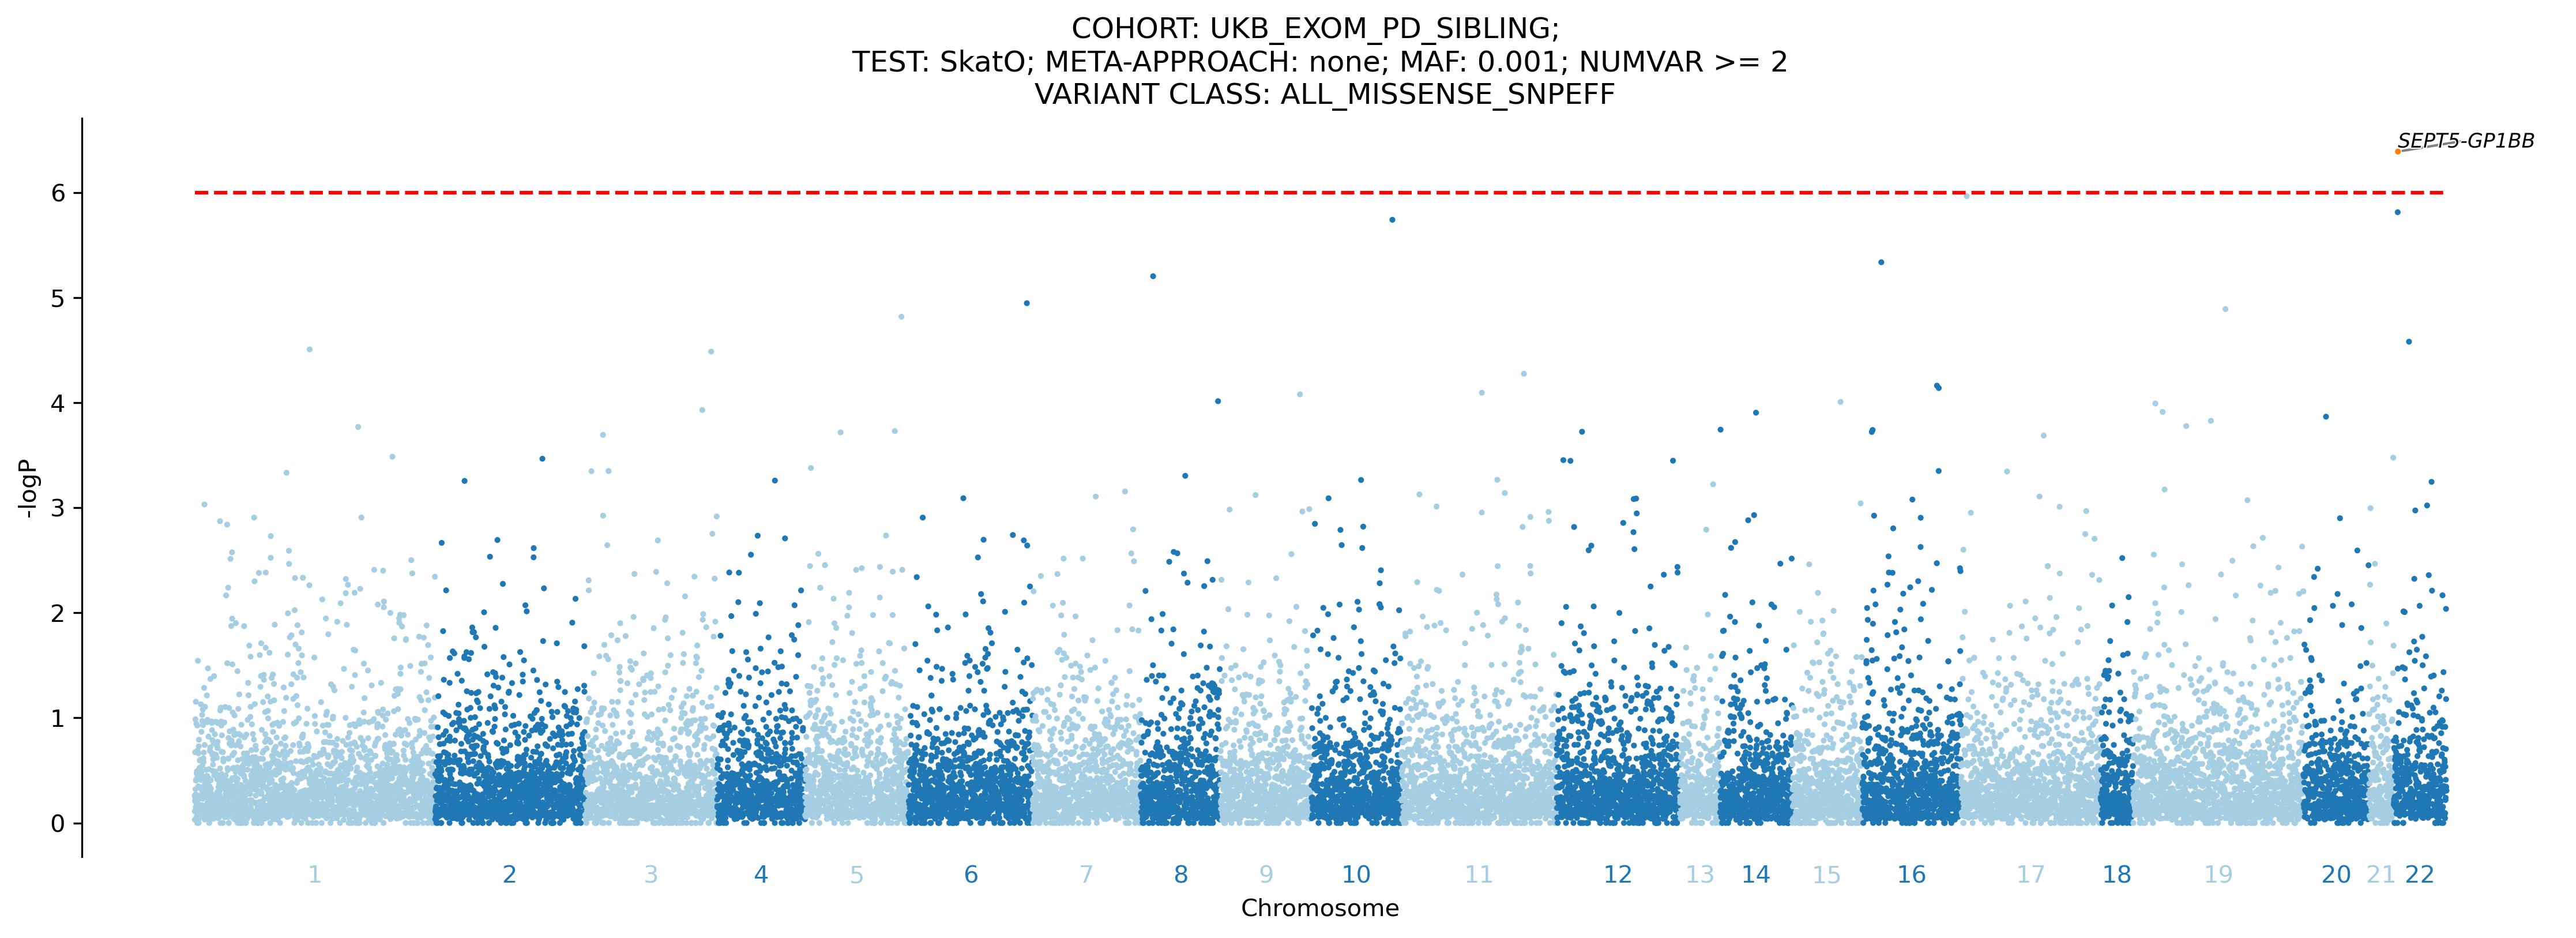 COHORT: UKB_EXOM_PD_SIBLING;
TEST: SkatO; META-APPROACH: none; MAF: 0.001; NUMVAR >= 2
VARIANT CLASS: ALL_MISSENSE_SNPEFF
SEPT5-GP1BB
6
5
4
3
2
1
0
-logP
1 2 3 4 5 6 7 8 9 10 11 12 13 14 15 16 17 18 19 20 21 22
Chromosome